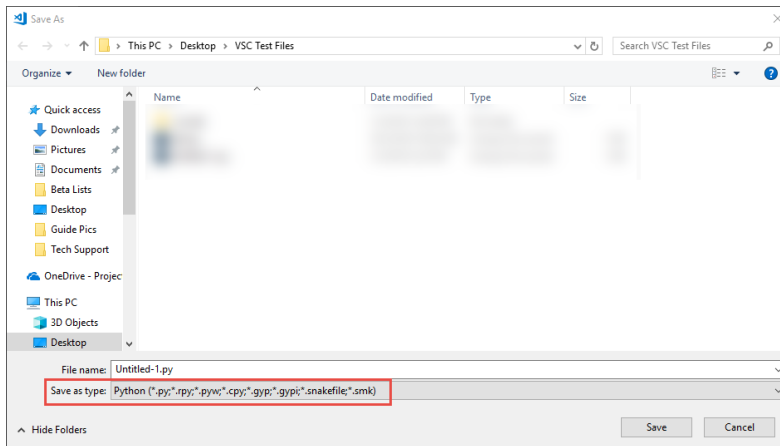 Save As
This PC > Desktop > VSC Test Files
Search VSC Test Files
Organize
New folder
Name
Date modified
Type
Size
Quick access
Downloads
Pictures
Documents
Beta Lists
Desktop
Guide Pics
Tech Support
OneDrive - Projec
This PC
3D Objects
Desktop
File name: Untitled-1.py
Save as type: Python (*.py;*.rpy;*.pyw;*.cpy;*.gyp;*.gypi;*.snakefile;*.smk)
Hide Folders
Save
Cancel